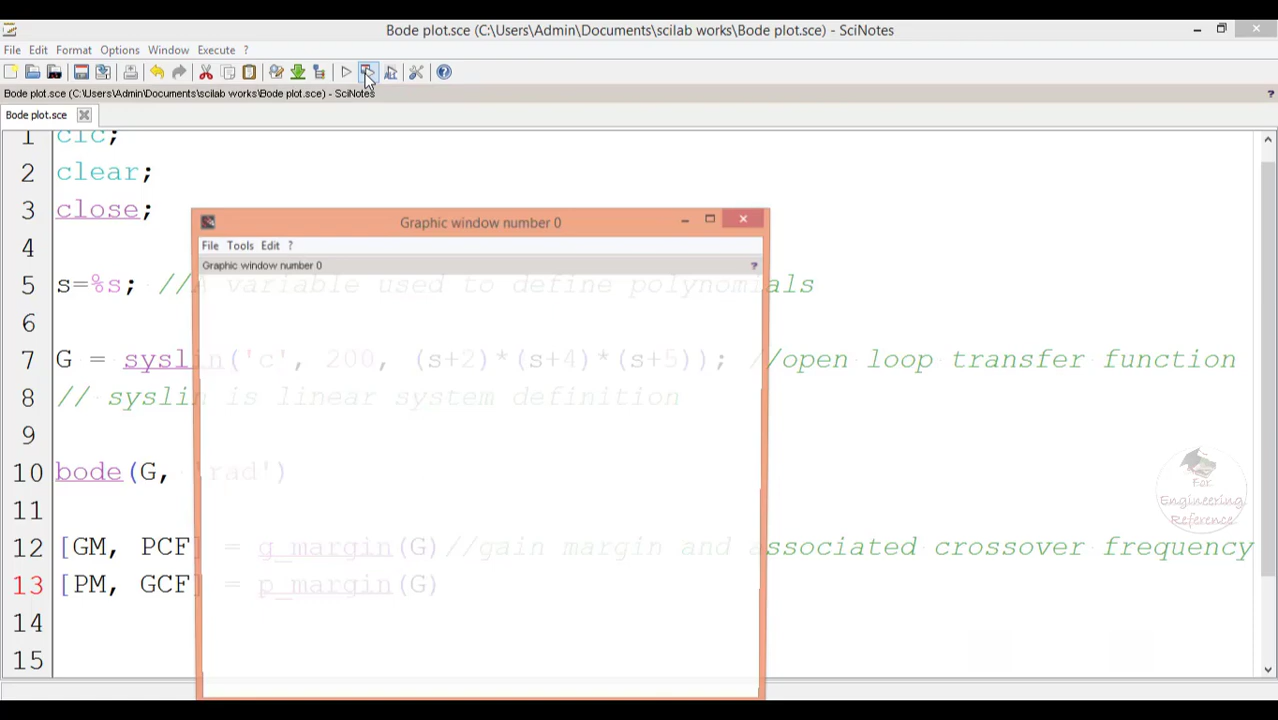 Bode plot.sce (C:\Users\Admin\Documents\scilab works\Bode plot.sce) - SciNotes
File Edit Format Options Window Execute ?
Bode plot.sce (C:\Users\Admin\Documents\scilab works\Bode plot.sce) - SciNotes ?
Bode plot.sce
1 clc;
2 clear;
3 close;
Graphic window number 0
File Tools Edit ?
Graphic window number 0 ?
4
5 s=%s; //A variable used to define polynomials
6
7 G = syslin('c', 200, (s+2)*(s+4)*(s+5)); //open loop transfer function
8 // syslin is linear system definition
9
10 bode(G, 'rad')
11
12 [GM, PCF] = g_margin(G)//gain margin and associated crossover frequency
13 [PM, GCF] = p_margin(G)
14
15
For
Engineering
Reference